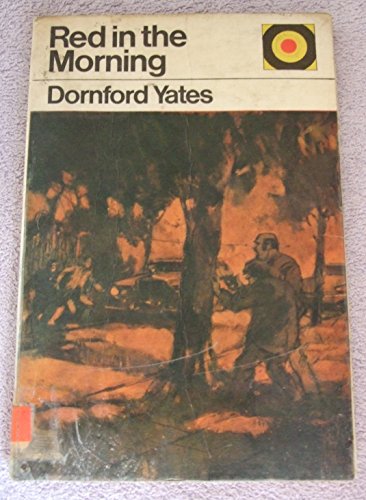 Red in the
Morning
Dornford Yates